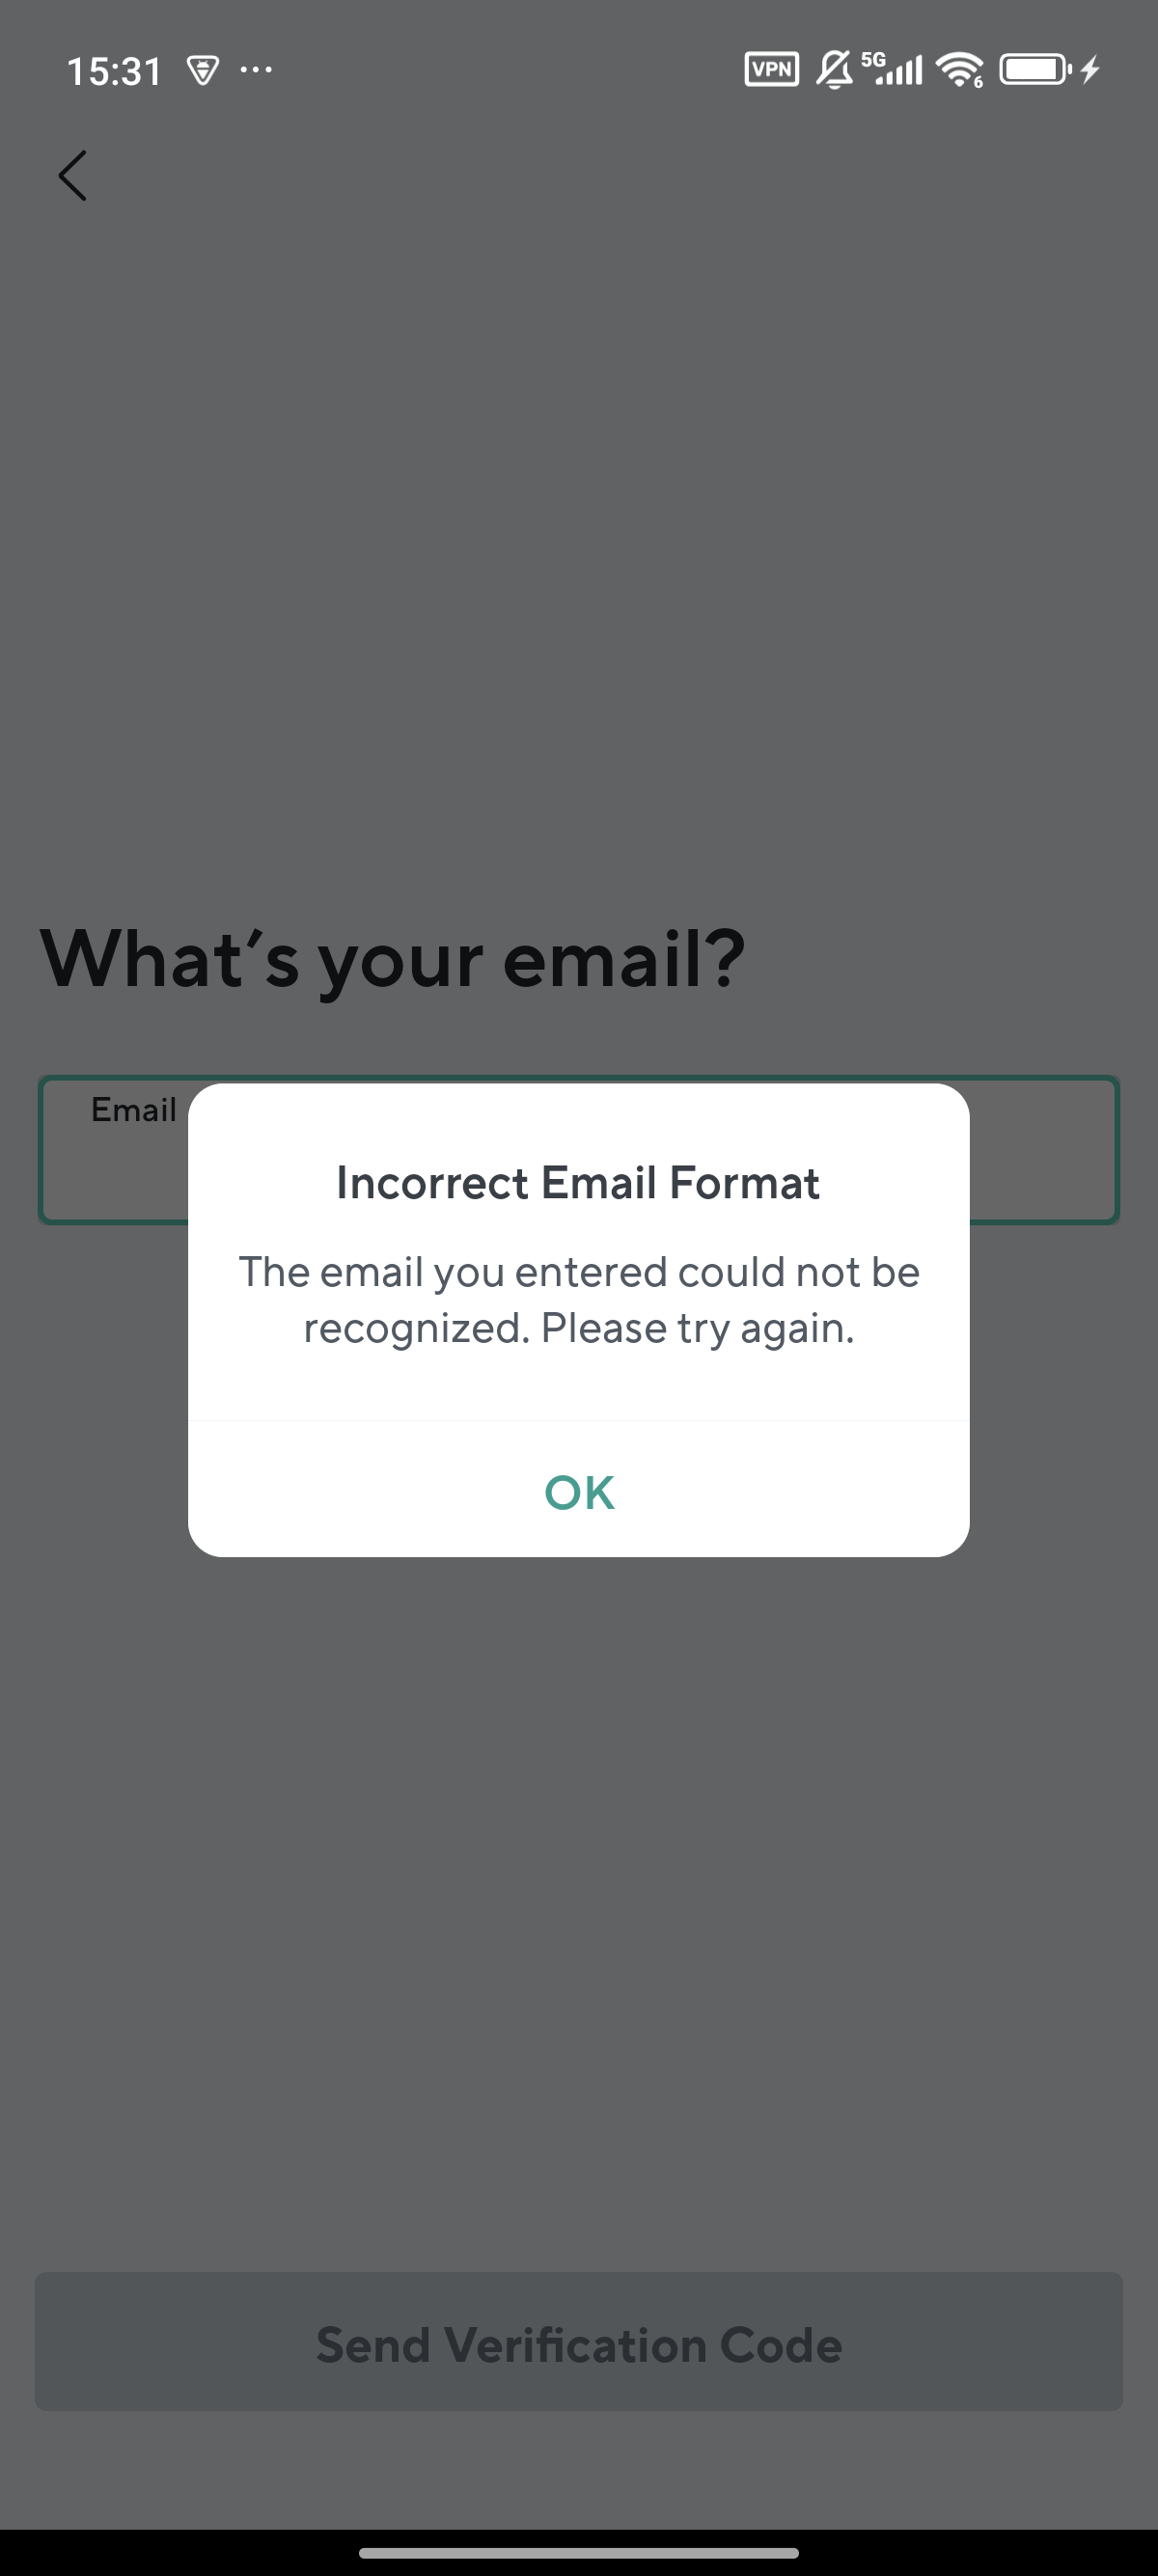 15:31
VPN
5G
6
What's your email?
Email
Incorrect Email Format
The email you entered could not be
recognized. Please try again.
OK
Send Verification Code